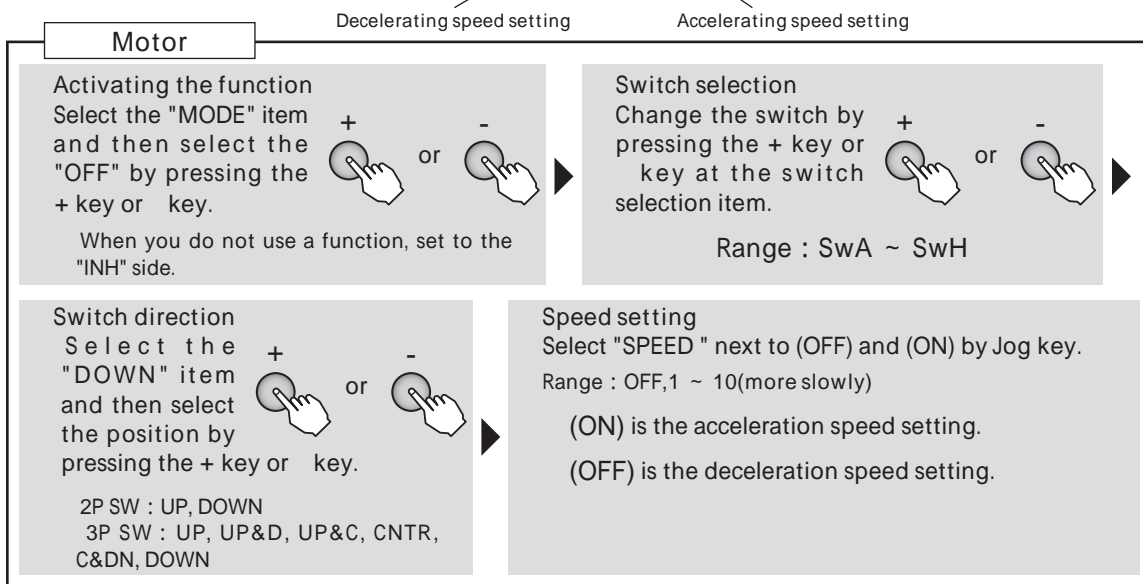 Decelerating speed setting Accelerating speed setting
Motor
Activating the function
Select the "MODE" item
and then select the
"OFF" by pressing the
+ key or key.
+ or -
When you do not use a function, set to the
"INH" side.
Switch selection
Change the switch by
pressing the + key or
key at the switch
selection item.
+ or -
Range : SwA ~ SwH
Switch direction
Select the
"DOWN" item
and then select
the position by
pressing the + key or key.
+ or -
2P SW : UP, DOWN
3P SW : UP, UP&D, UP&C, CNTR,
C&DN, DOWN
Speed setting
Select "SPEED " next to (OFF) and (ON) by Jog key.
Range : OFF,1 ~ 10(more slowly)
(ON) is the acceleration speed setting.
(OFF) is the deceleration speed setting.